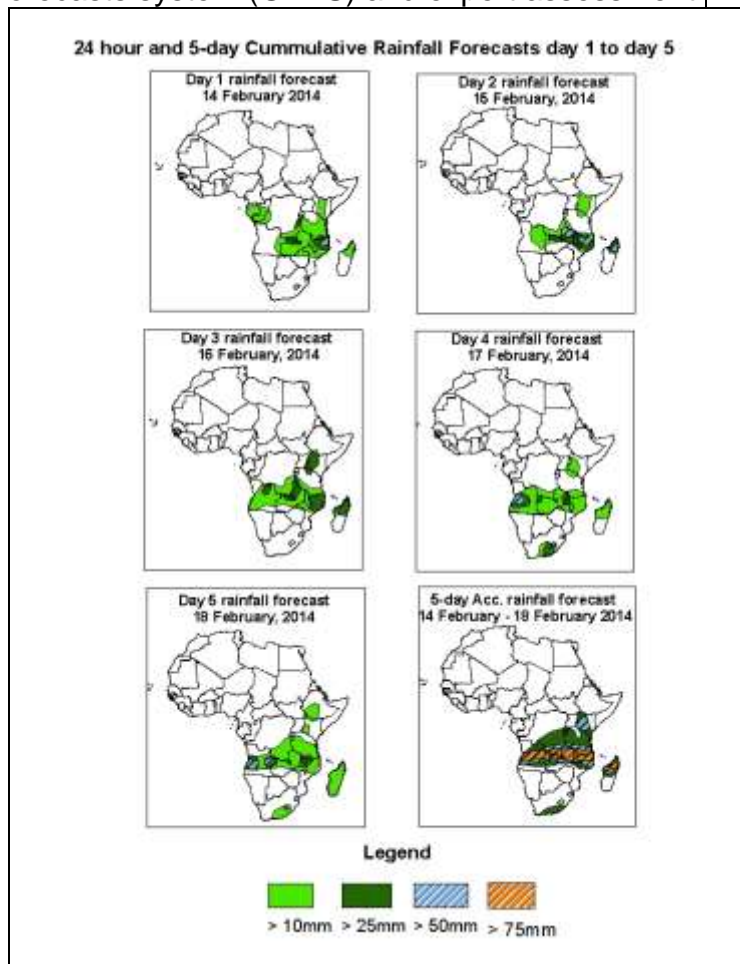 24 hour and 5-day Cummulative Rainfall Forecasts day 1 to day 5
Day 1 rainfall forecast
14 February 2014
Day 2 rainfall forecast
15 February, 2014
Day 3 rainfall forecast
16 February, 2014
Day 4 rainfall forecast
17 February, 2014
Day 5 rainfall forecast
18 February, 2014
5-day Acc. rainfall forecast
14 February - 18 February 2014
Legend
> 10mm > 25mm > 50mm > 75mm